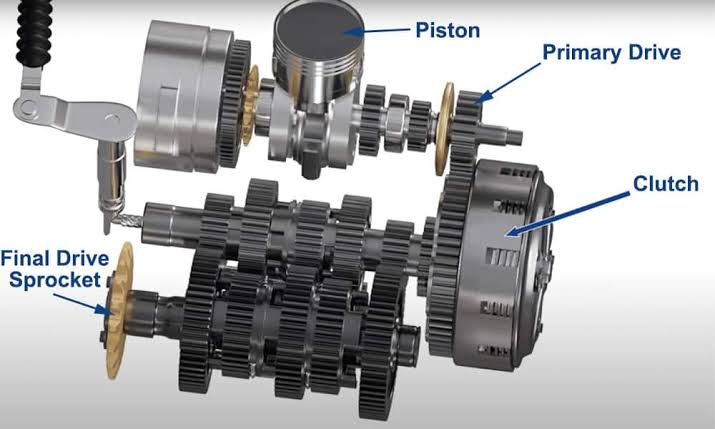 Piston
Primary Drive
Clutch
Final Drive
Sprocket